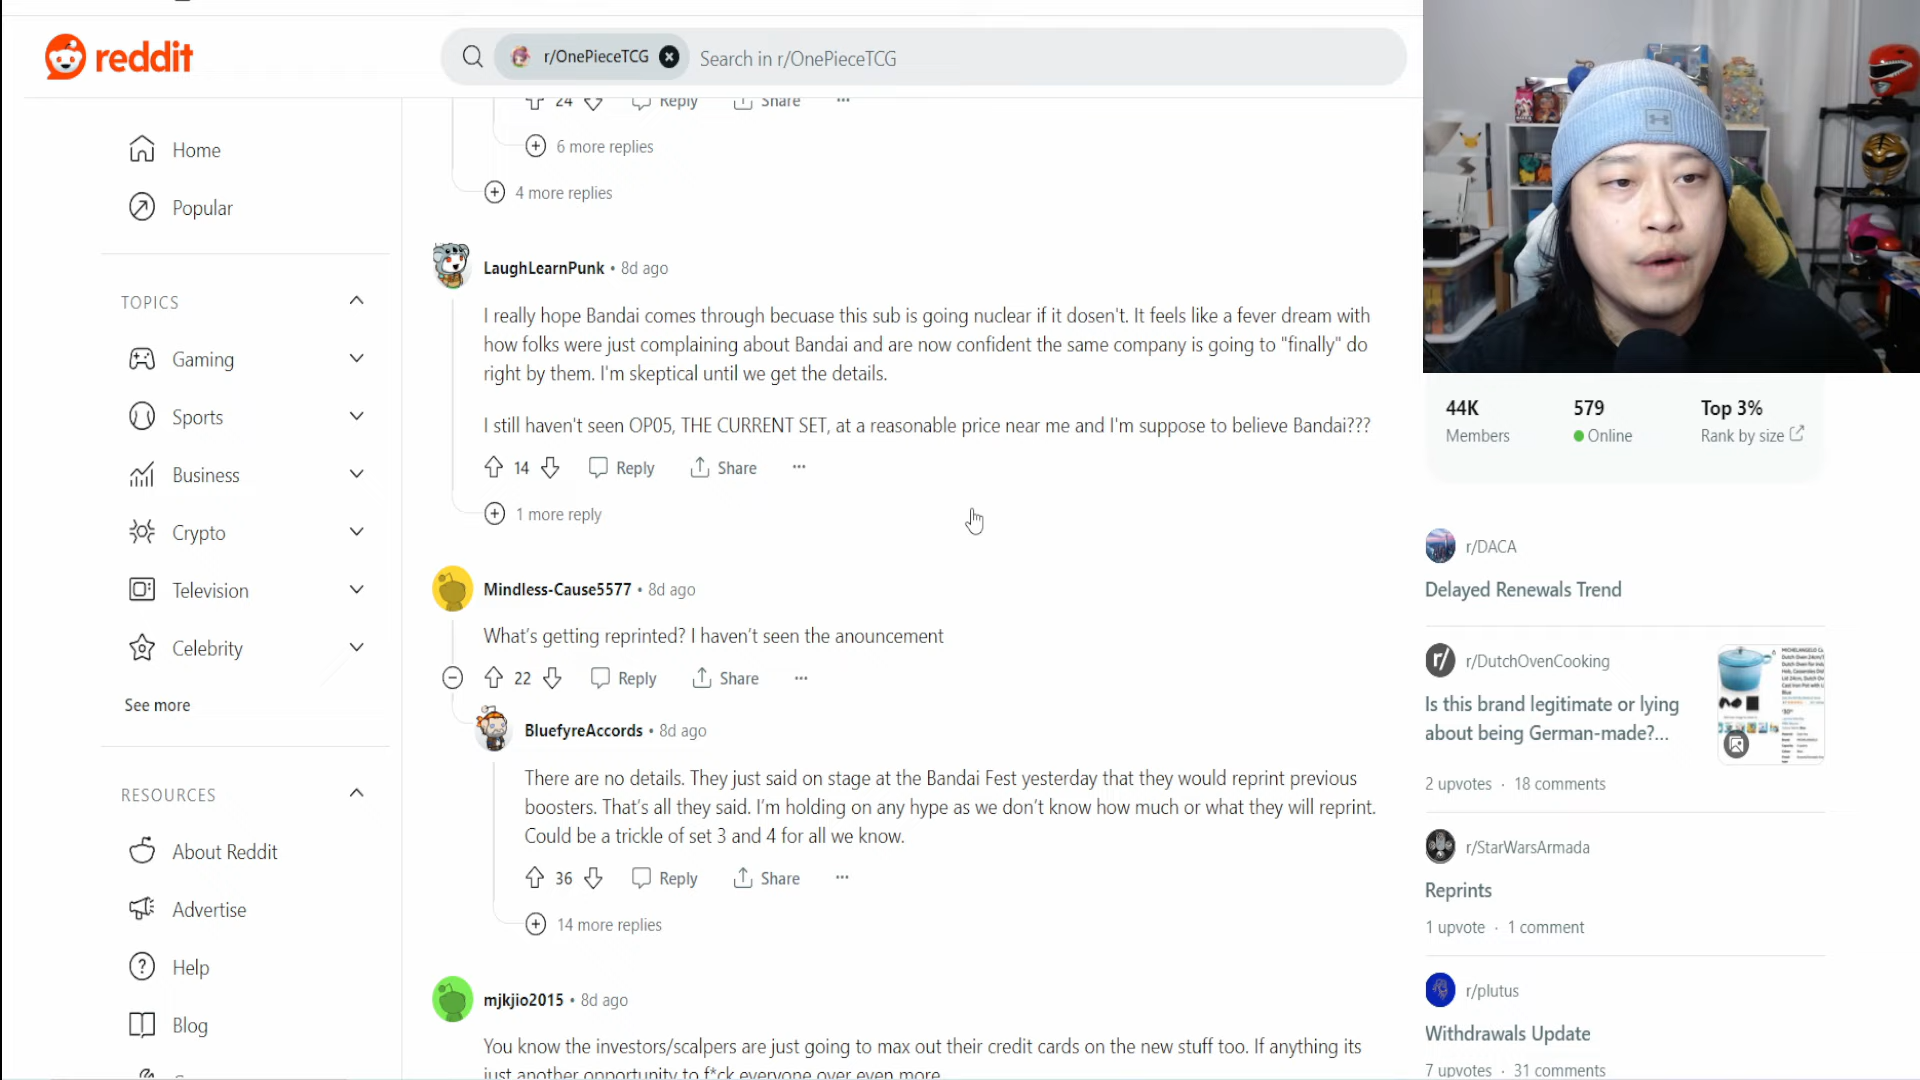 reddit
r/OnePieceTCG
Search in r/OnePieceTCG
Home
Popular
TOPICS
Gaming
Sports
Business
Crypto
Television
Celebrity
See more
RESOURCES
About Reddit
Advertise
Help
Blog
24 Reply Share ...
6 more replies
4 more replies
LaughLearnPunk • 8d ago
I really hope Bandai comes through becuase this sub is going nuclear if it dosen't. It feels like a fever dream with
how folks were just complaining about Bandai and are now confident the same company is going to "finally" do
right by them. I'm skeptical until we get the details.
I still haven't seen OP05, THE CURRENT SET, at a reasonable price near me and I'm suppose to believe Bandai???
14 Reply Share ...
1 more reply
Mindless-Cause5577 • 8d ago
What's getting reprinted? I haven't seen the anouncement
22 Reply Share ...
BluefyreAccords • 8d ago
There are no details. They just said on stage at the Bandai Fest yesterday that they would reprint previous
boosters. That's all they said. I'm holding on any hype as we don't know how much or what they will reprint.
Could be a trickle of set 3 and 4 for all we know.
36 Reply Share ...
14 more replies
mjkjio2015 • 8d ago
You know the investors/scalpers are just going to max out their credit cards on the new stuff too. If anything its
just another opportunity to f*ck everyone over even more
44K 579 Top 3%
Members Online Rank by size
r/DACA
Delayed Renewals Trend
r/DutchOvenCooking
Is this brand legitimate or lying
about being German-made?...
2 upvotes · 18 comments
r/StarWarsArmada
Reprints
1 upvote · 1 comment
r/plutus
Withdrawals Update
7 upvotes · 31 comments